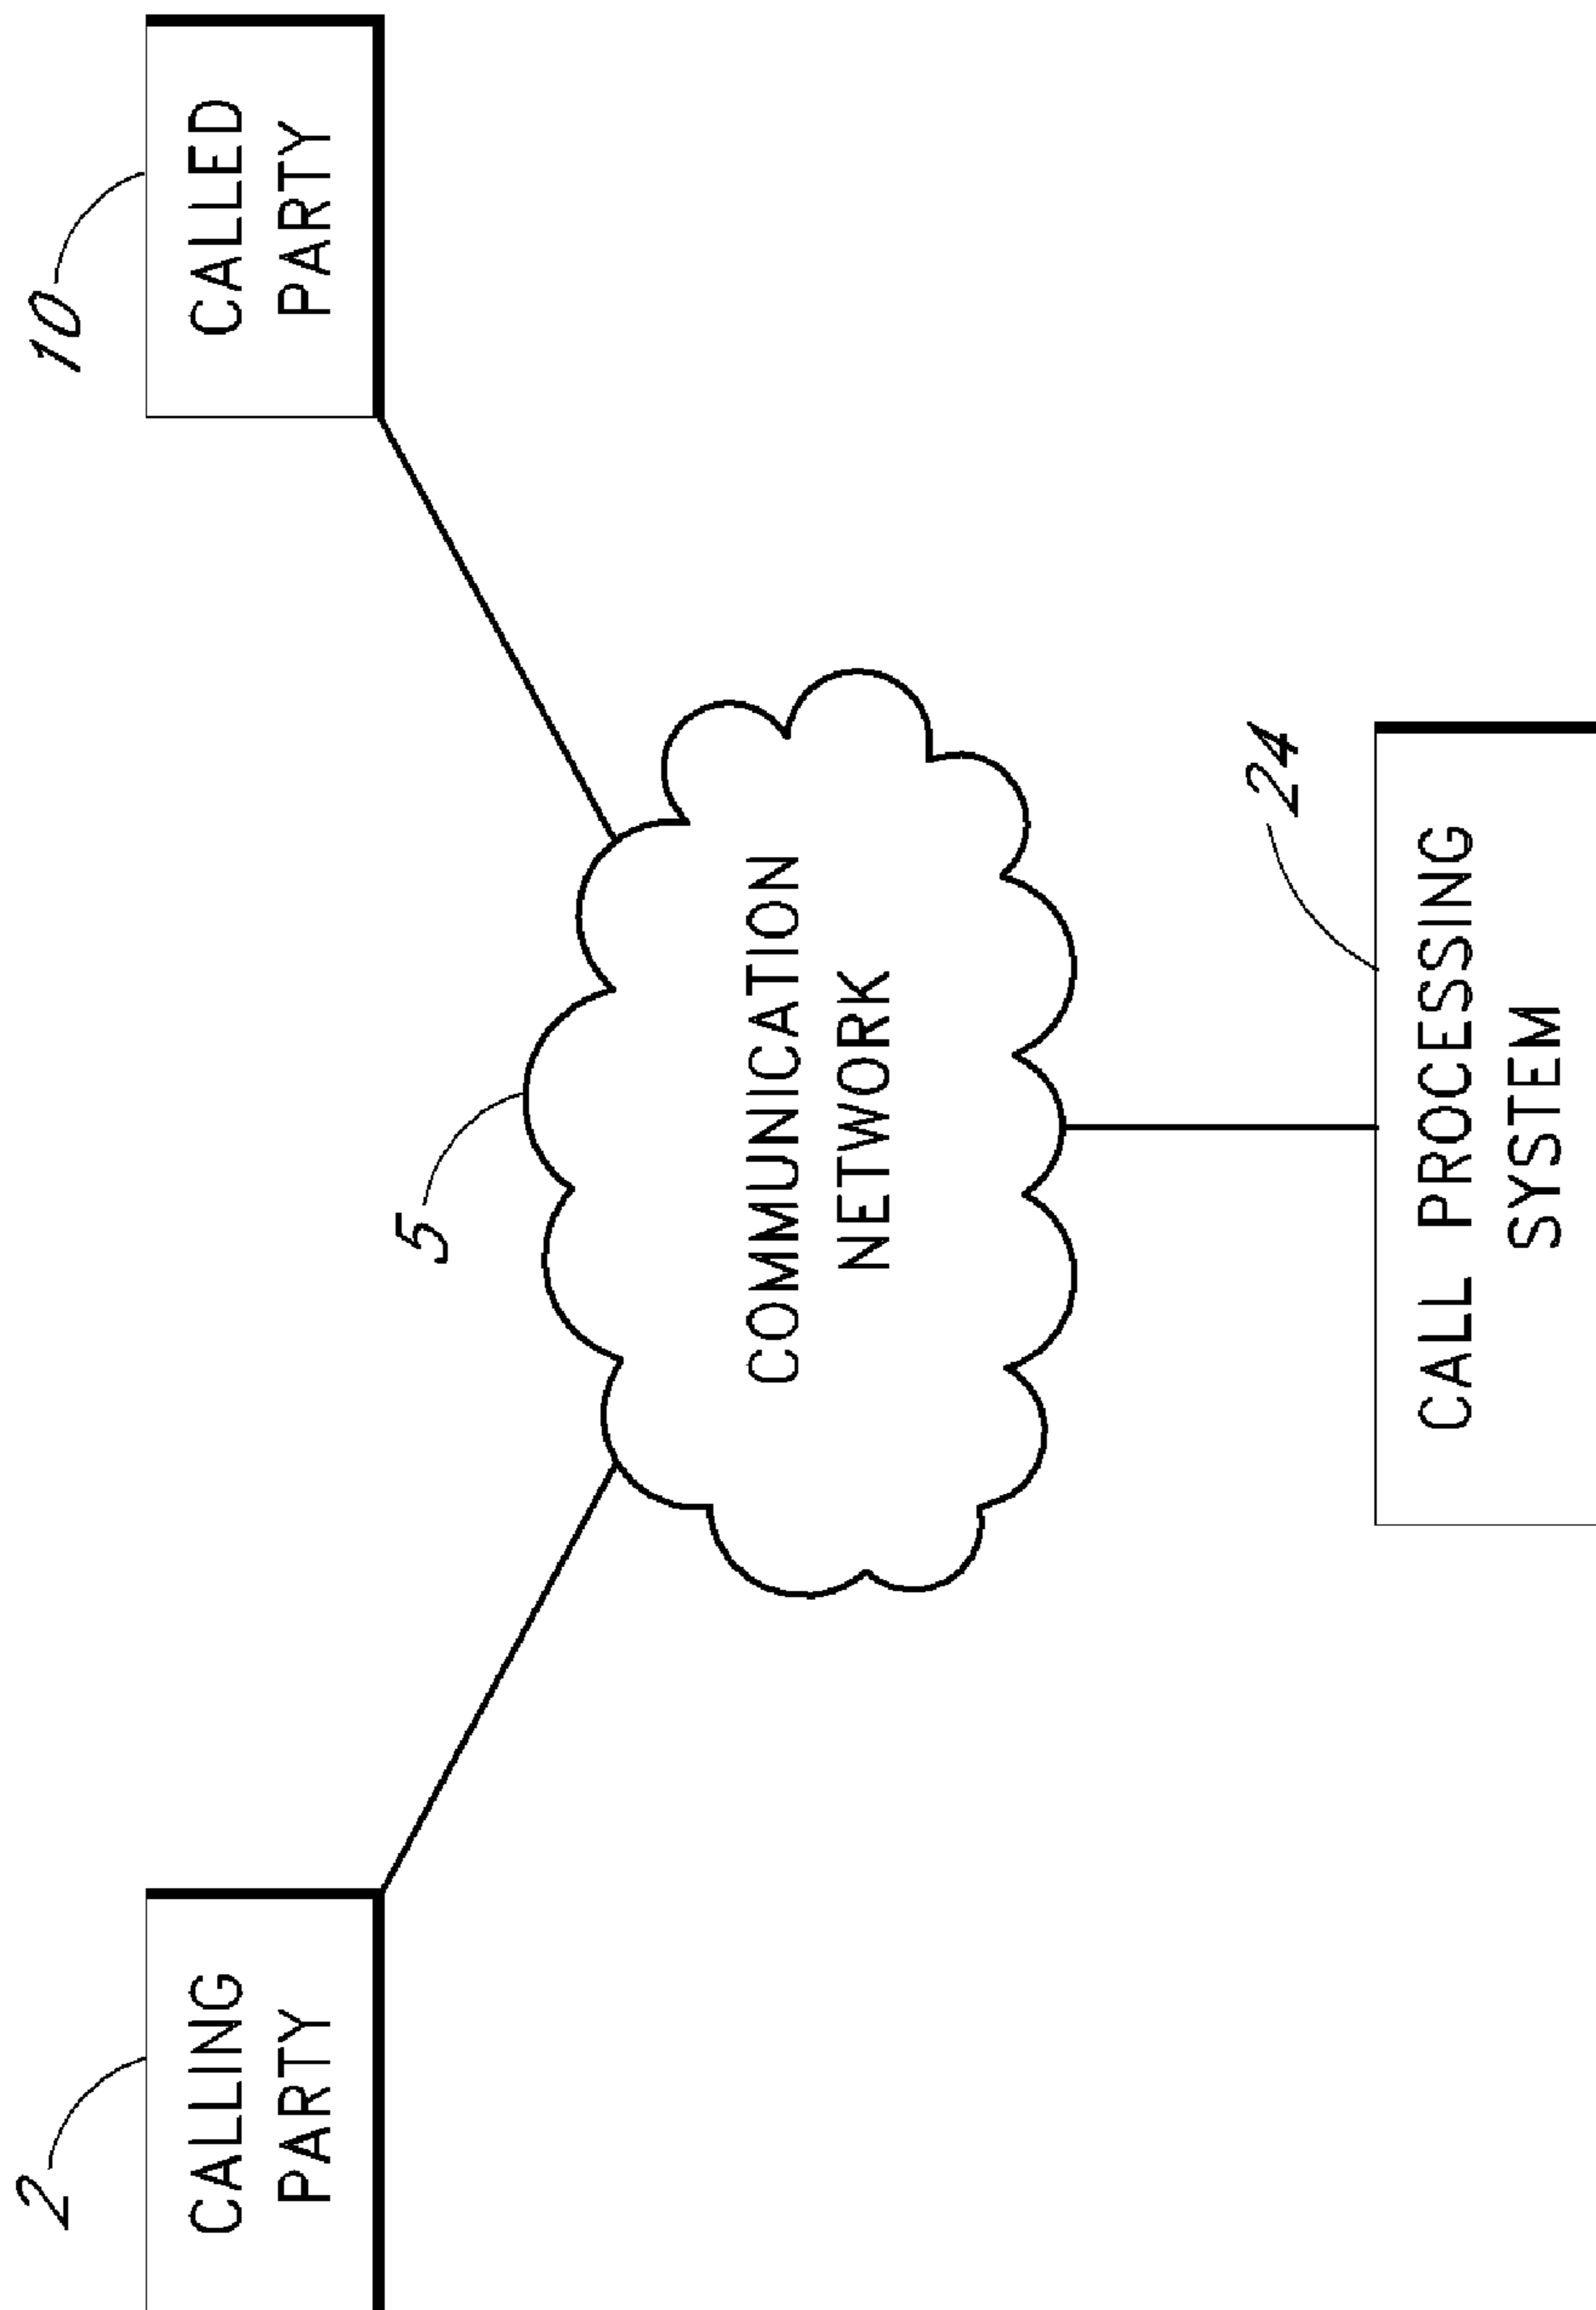 2
CALLING
PARTY
10
CALLED
PARTY
5
COMMUNICATION
NETWORK
24
CALL PROCESSING
SYSTEM